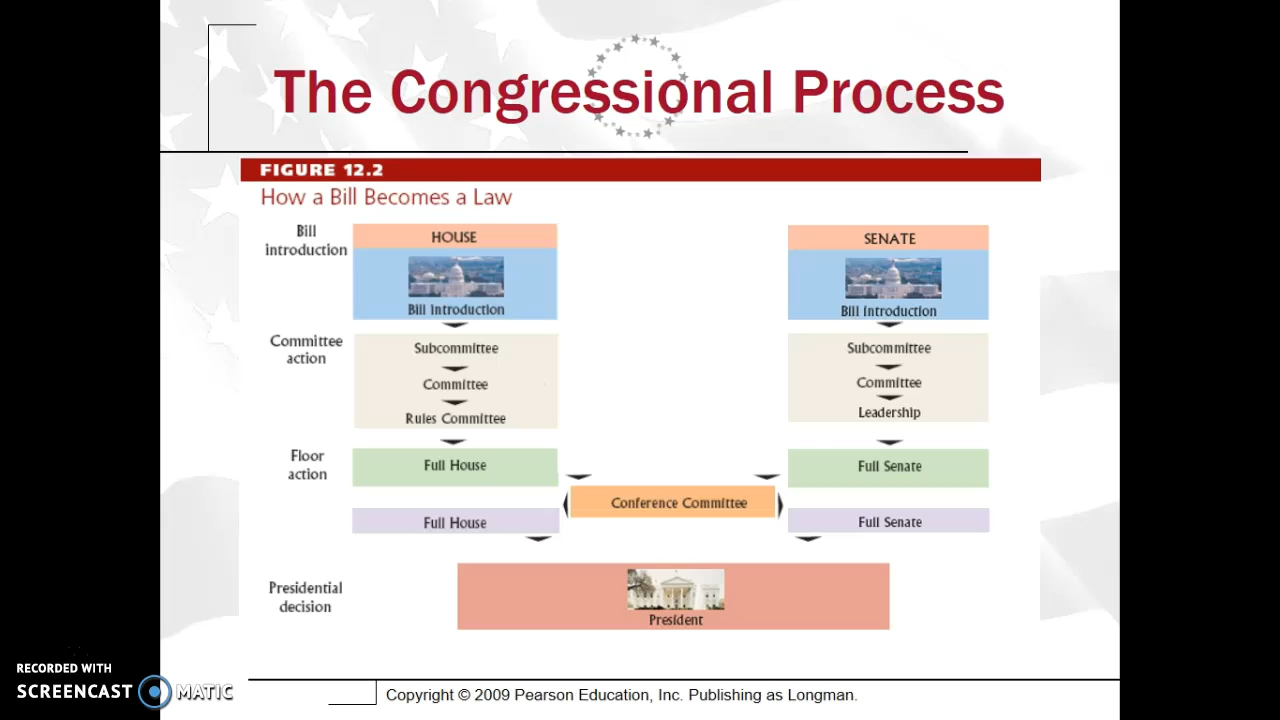 The Congressional Process
FIGURE 12.2
How a Bill Becomes a Law
Bill
introduction
HOUSE
Bill Introduction
SENATE
Bill Introduction
Committee
action
Subcommittee
Committee
Rules Committee
Subcommittee
Committee
Leadership
Floor
action
Full House
Full Senate
Conference Committee
Full House
Full Senate
Presidential
decision
President
RECORDED WITH
SCREENCAST MATIC
Copyright © 2009 Pearson Education, Inc. Publishing as Longman.